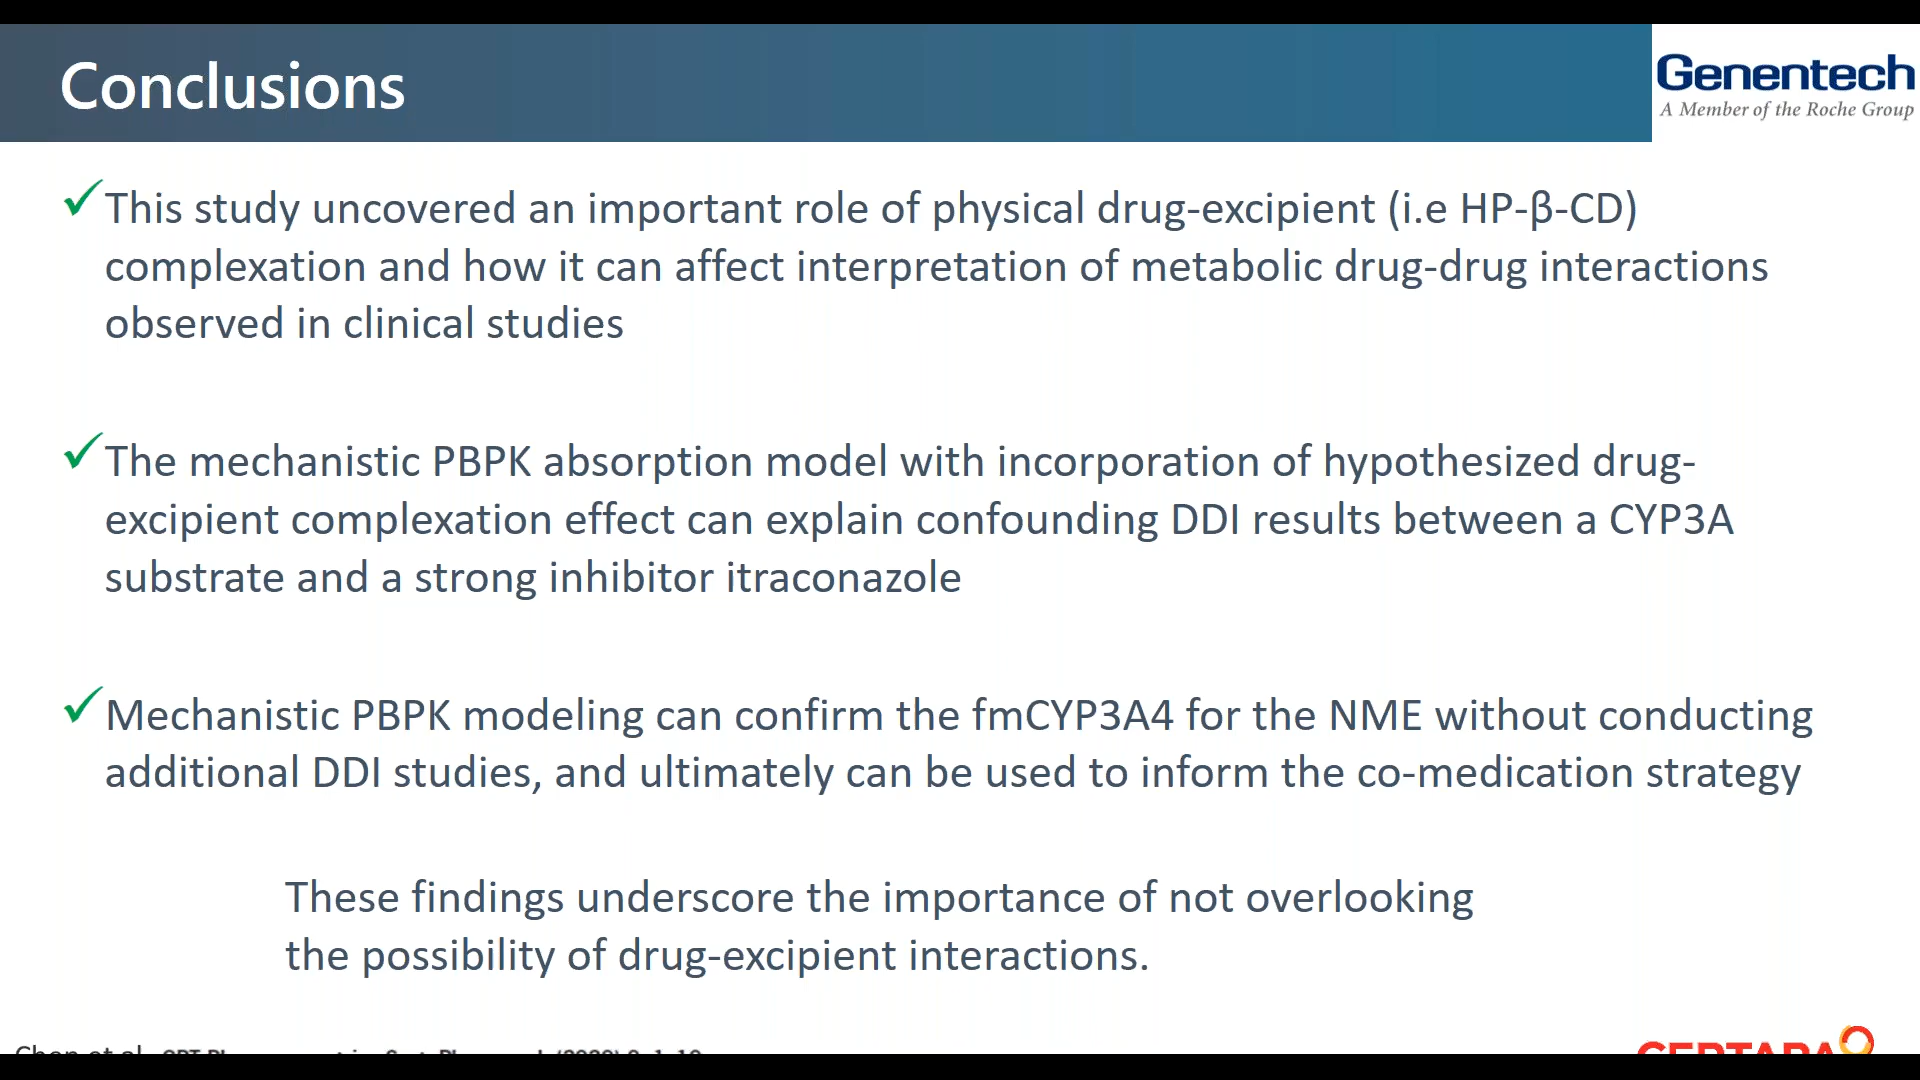 Conclusions
Genentech
A Member of the Roche Group
This study uncovered an important role of physical drug-excipient (i.e HP-β-CD)
complexation and how it can affect interpretation of metabolic drug-drug interactions
observed in clinical studies
The mechanistic PBPK absorption model with incorporation of hypothesized drug-
excipient complexation effect can explain confounding DDI results between a CYP3A
substrate and a strong inhibitor itraconazole
Mechanistic PBPK modeling can confirm the fmCYP3A4 for the NME without conducting
additional DDI studies, and ultimately can be used to inform the co-medication strategy
These findings underscore the importance of not overlooking
the possibility of drug-excipient interactions.
CERTARA